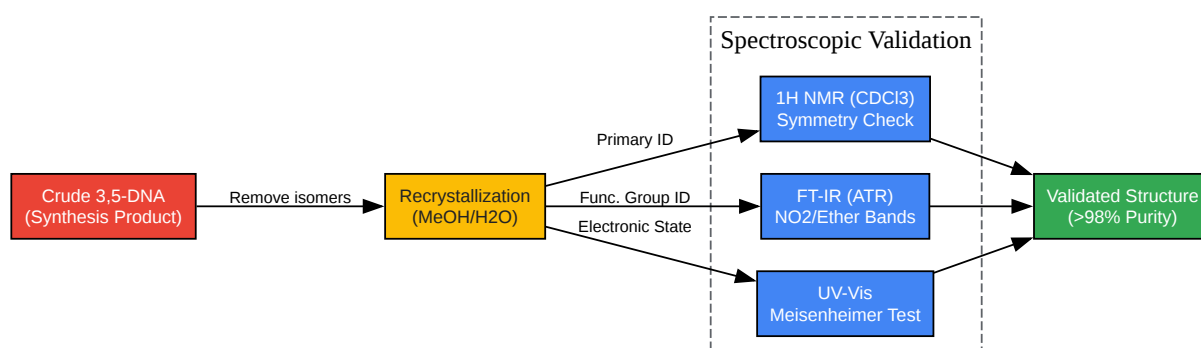 Spectroscopic Validation
Crude 3,5-DNA
(Synthesis Product)
Remove isomers
Recrystallization
(MeOH/H2O)
Primary ID
Func. Group ID
Electronic State
1H NMR (CDCl3)
Symmetry Check
FT-IR (ATR)
NO2/Ether Bands
UV-Vis
Meisenheimer Test
Validated Structure
(>98% Purity)